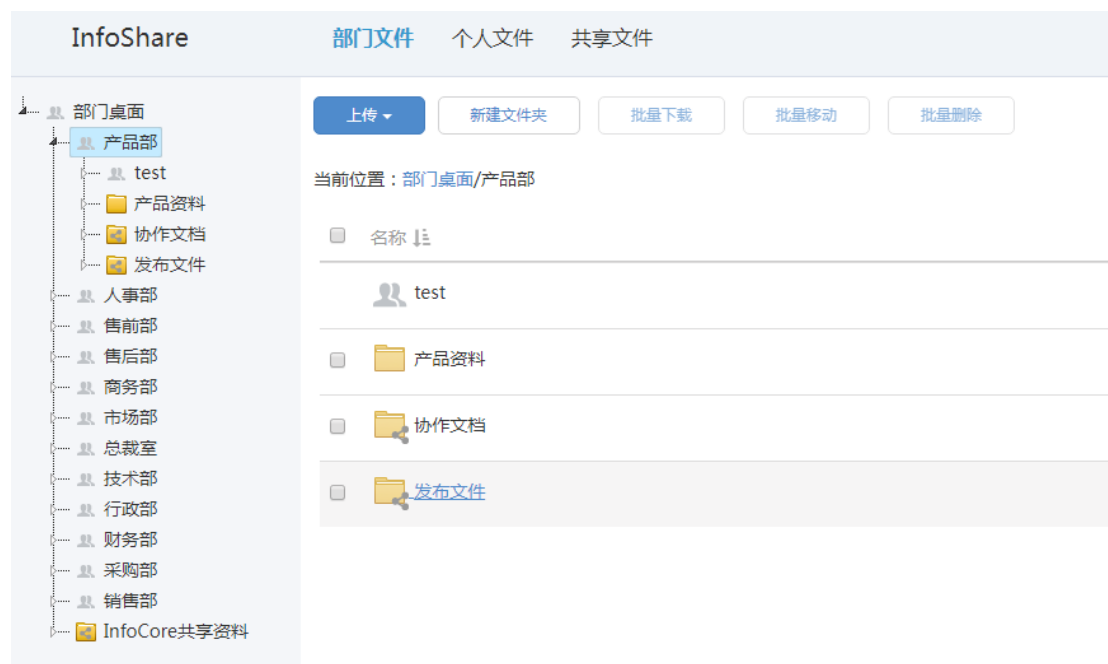 InfoShare
部门文件 个人文件 共享文件
部门桌面
产品部
test
产品资料
协作文档
发布文件
人事部
售前部
售后部
商务部
市场部
总裁室
技术部
行政部
财务部
采购部
销售部
InfoCore共享资料
上传 新建文件夹 批量下载 批量移动 批量删除
当前位置：部门桌面/产品部
名称
test
产品资料
协作文档
发布文件